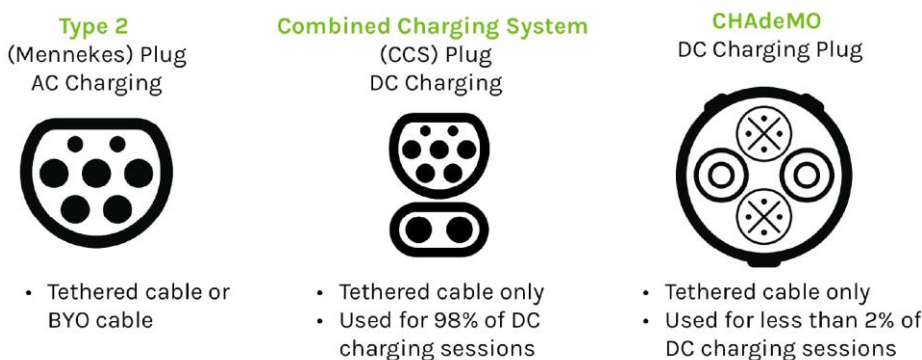 Type 2
(Mennekes) Plug
AC Charging
• Tethered cable or
BYO cable
Combined Charging System
(CCS) Plug
DC Charging
• Tethered cable only
• Used for 98% of DC
charging sessions
CHAdeMO
DC Charging Plug
• Tethered cable only
• Used for less than 2% of
DC charging sessions